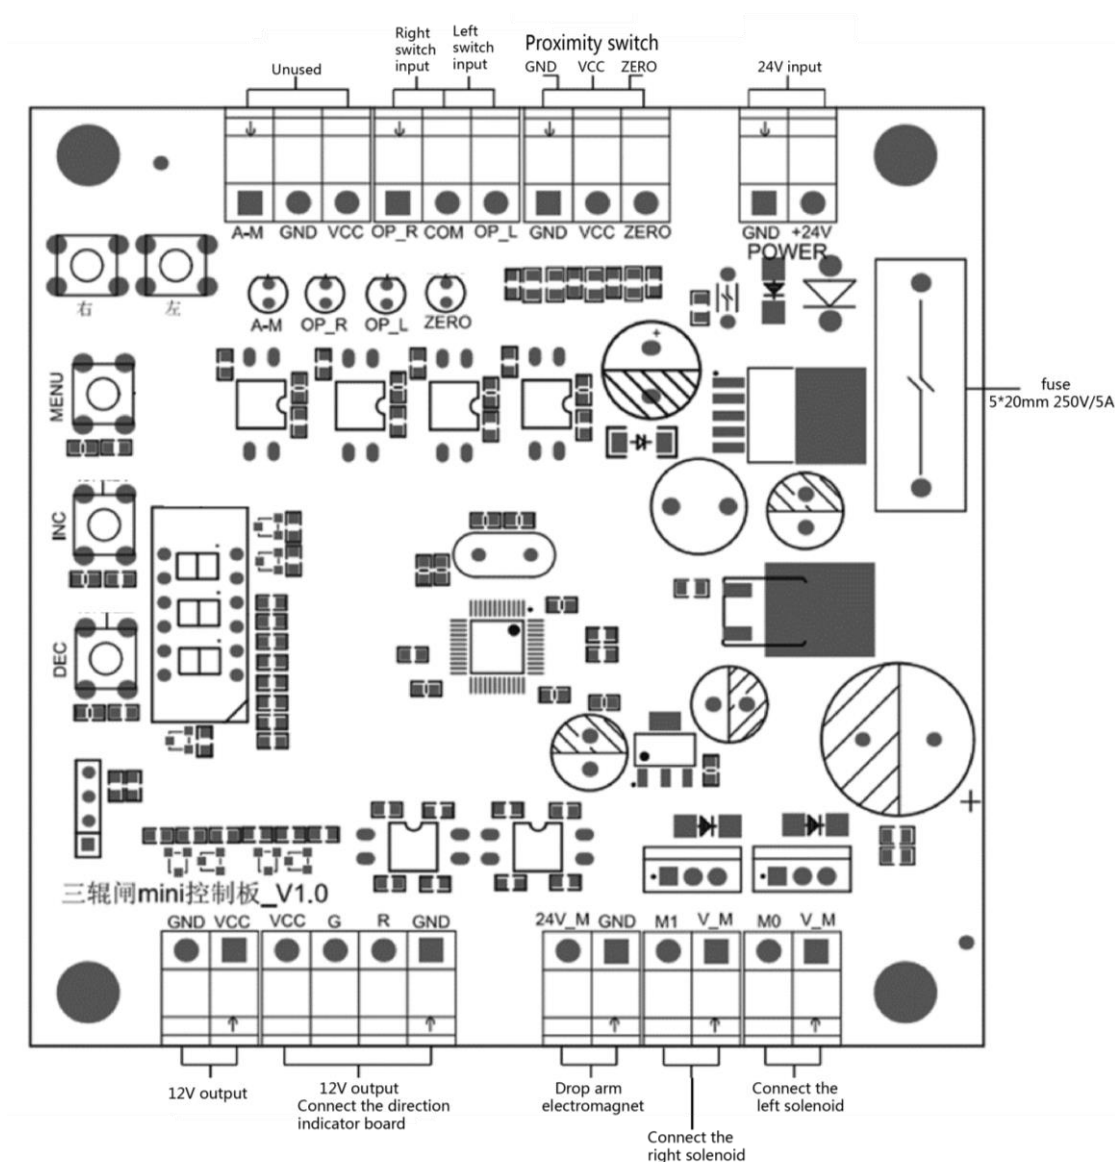 Unused
Right
switch
input
Left
switch
input
Proximity switch
GND VCC ZERO
24V input
A-M GND VCC OP_R COM OP_L GND VCC ZERO GND +24V
POWER
右 左
A-M OP_R OP_L ZERO
MENU
fuse
5*20mm 250V/5A
INC
DEC
+
三辊闸mini控制板_V1.0
GND VCC VCC G R GND 24V_M GND M1 V_M M0 V_M
12V output
12V output
Connect the direction
indicator board
Drop arm
electromagnet
Connect the
right solenoid
Connect the
left solenoid